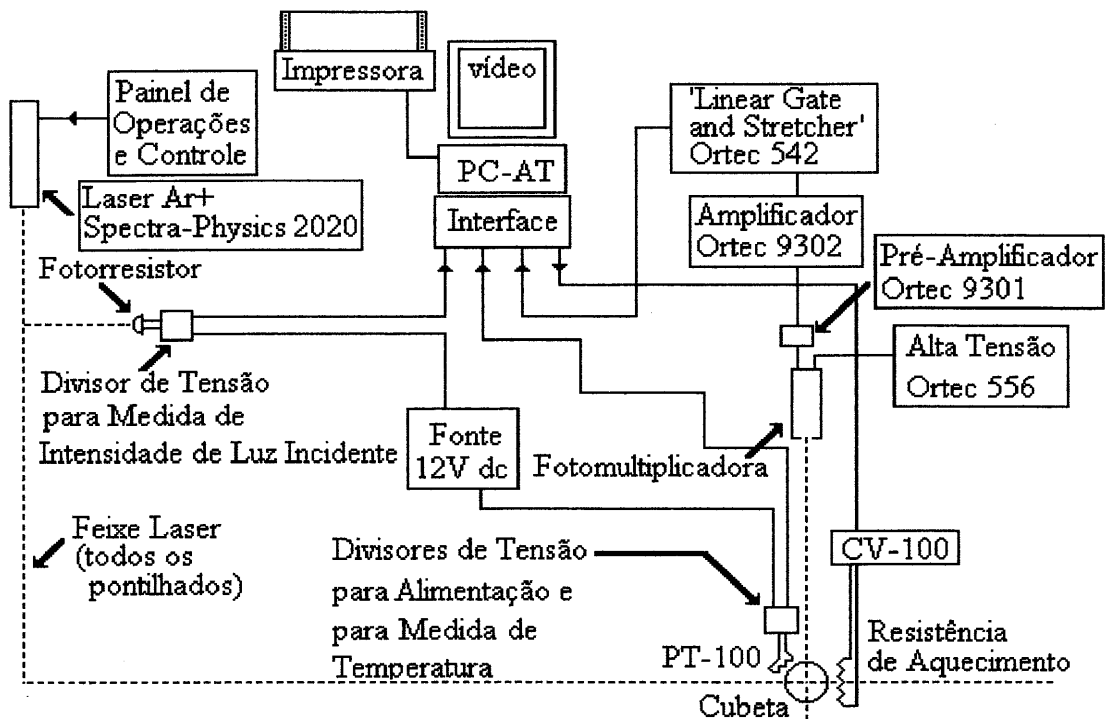 Impressora
vídeo
Painel de
Operações
e Controle
'Linear Gate
and Stretcher'
Ortec 542
PC-AT
Laser Ar+
Spectra-Physics 2020
Interface
Amplificador
Ortec 9302
Pré-Amplificador
Ortec 9301
Fotorresistor
Alta Tensão
Ortec 556
Divisor de Tensão
para Medida de
Intensidade de Luz Incidente
Fonte
12V dc
Fotomultiplicadora
Feixe Laser
(todos os
pontilhados)
Divisores de Tensão
para Alimentação e
para Medida de
Temperatura
CV-100
PT-100
Resistência
de Aquecimento
Cubeta